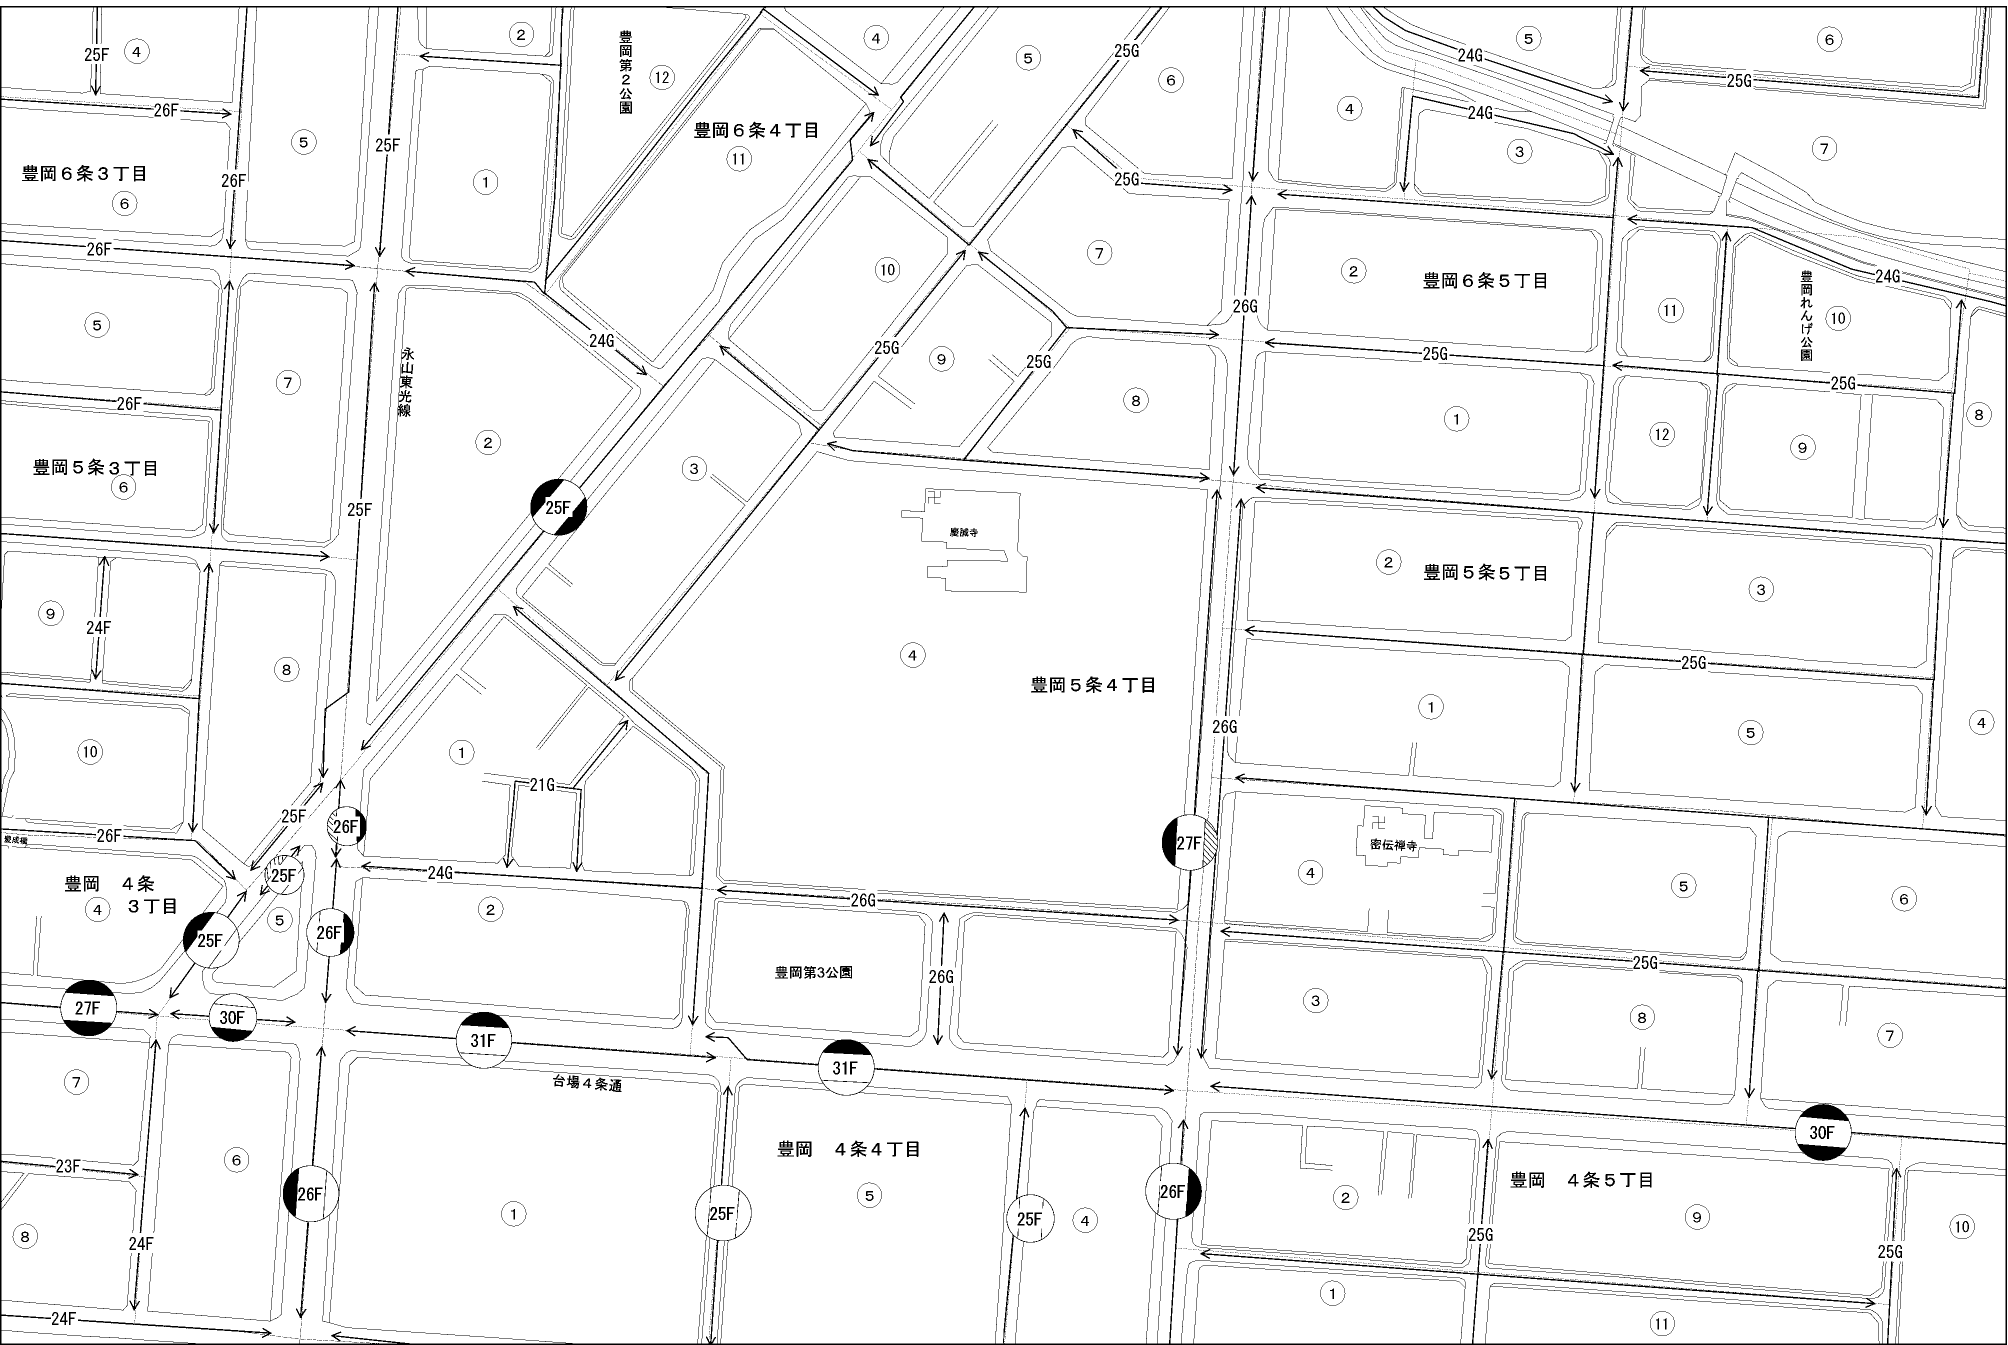 25F
④
26F
⑤
25F
②
豊岡第2公園
⑫
④
⑤
25G
⑥
24G
⑤
⑥
25G
豊岡6条4丁目
⑪
④
24G
③
⑦
豊岡6条3丁目
⑥
26F
①
25G
26F
⑤
⑩
⑦
②
豊岡6条5丁目
26G
⑪
豊岡れんげ公園
⑩
24G
24G
25G
⑨
25G
25G
25G
⑦
永山東光線
26F
②
⑧
①
⑫
⑨
⑧
豊岡5条3丁目
⑥
③
25F
25F
慶誠寺
②
豊岡5条5丁目
③
⑨
24F
⑧
④
豊岡5条4丁目
25G
①
⑤
④
26G
⑩
①
21G
26F
25F
26F
27F
愛成橋
密伝禅寺
豊岡 4条
3丁目
④
25F
24G
②
26G
④
⑤
⑥
⑤
25F
26F
豊岡第3公園
26G
25G
27F
30F
31F
31F
③
⑧
⑦
台場4条通
⑦
30F
豊岡 4条4丁目
豊岡 4条5丁目
23F
⑥
26F
①
25F
⑤
25F
④
26F
②
⑨
⑩
⑧
24F
25G
25G
24F
①
⑪